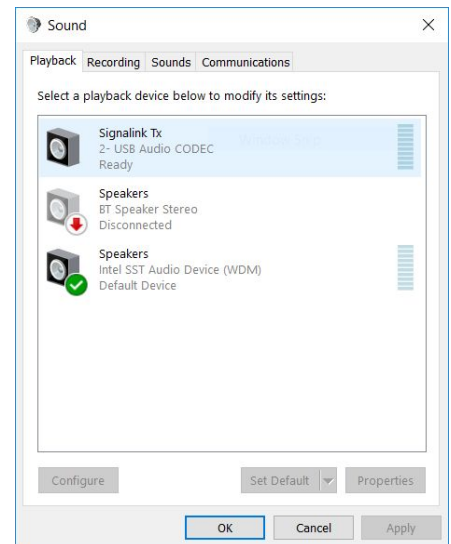 Sound
Playback Recording Sounds Communications
Select a playback device below to modify its settings:
Signalink Tx
2- USB Audio CODEC
Ready
Speakers
BT Speaker Stereo
Disconnected
Speakers
Intel SST Audio Device (WDM)
Default Device
Configure Set Default Properties
OK Cancel Apply